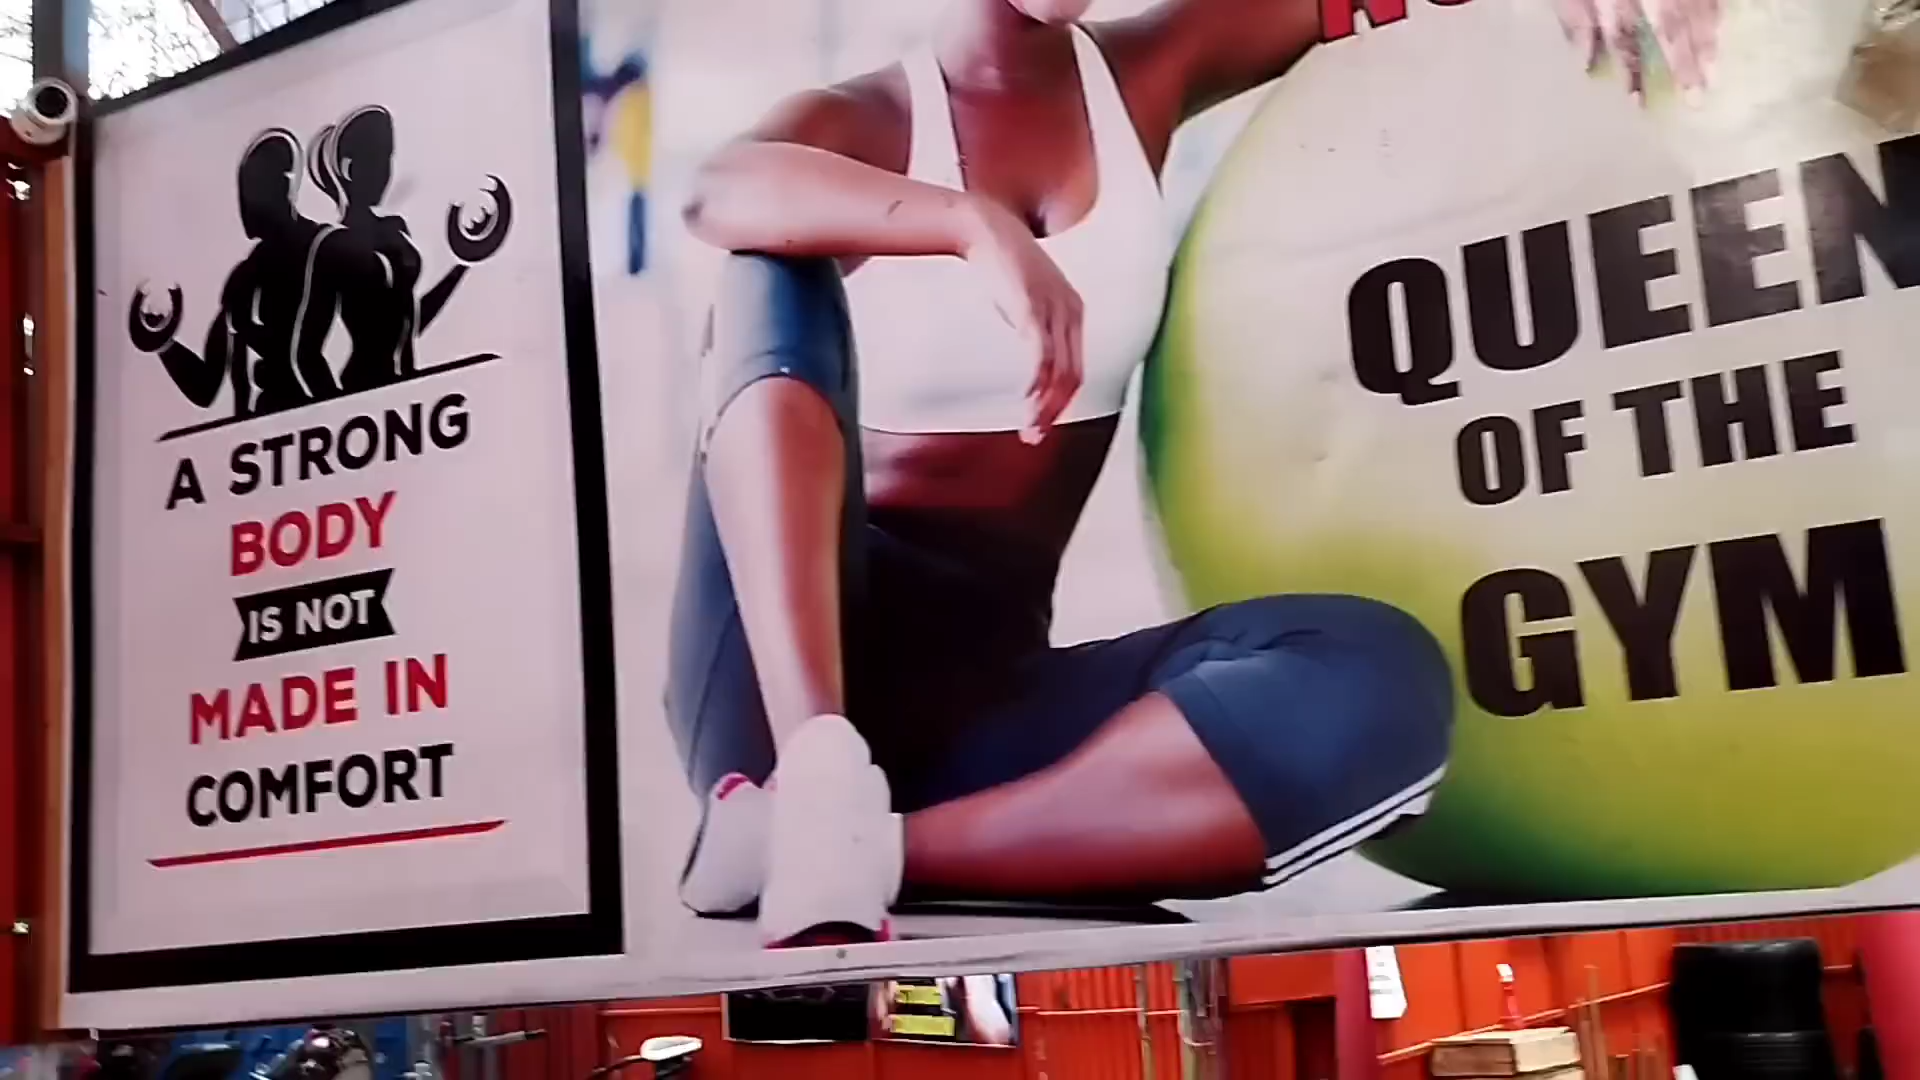 A STRONG
BODY
IS NOT
MADE IN
COMFORT
QUEEN
OF THE
GYM